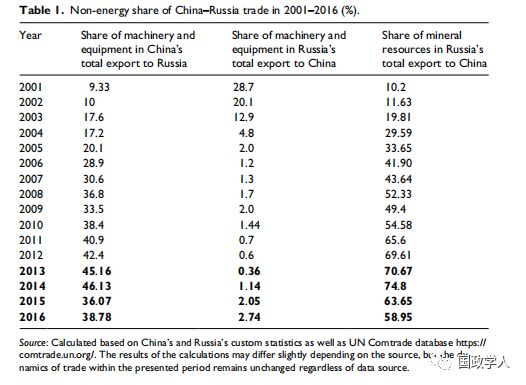 Table 1. Non-energy share of China–Russia trade in 2001–2016 (%).
Year Share of machinery and Share of machinery and Share of mineral
equipment in China's equipment in Russia's resources in Russia's
total export to Russia total export to China total export to China
2001 9.33 28.7 10.2
2002 10 20.1 11.63
2003 17.6 12.9 19.81
2004 17.2 4.8 29.59
2005 20.1 2.0 33.65
2006 28.9 1.2 41.90
2007 30.6 1.3 43.64
2008 36.8 1.7 52.33
2009 33.5 2.0 49.4
2010 38.4 1.44 54.58
2011 40.9 0.7 65.6
2012 42.4 0.6 69.61
2013 45.16 0.36 70.67
2014 46.13 1.14 74.8
2015 36.07 2.05 63.65
2016 38.78 2.74 58.95
Source: Calculated based on China's and Russia's custom statistics as well as UN Comtrade database https://
comtrade.un.org/. The results of the calculations may differ slightly depending on the source, but
namics of trade within the presented period remains unchanged regardless of data source.
国政学人